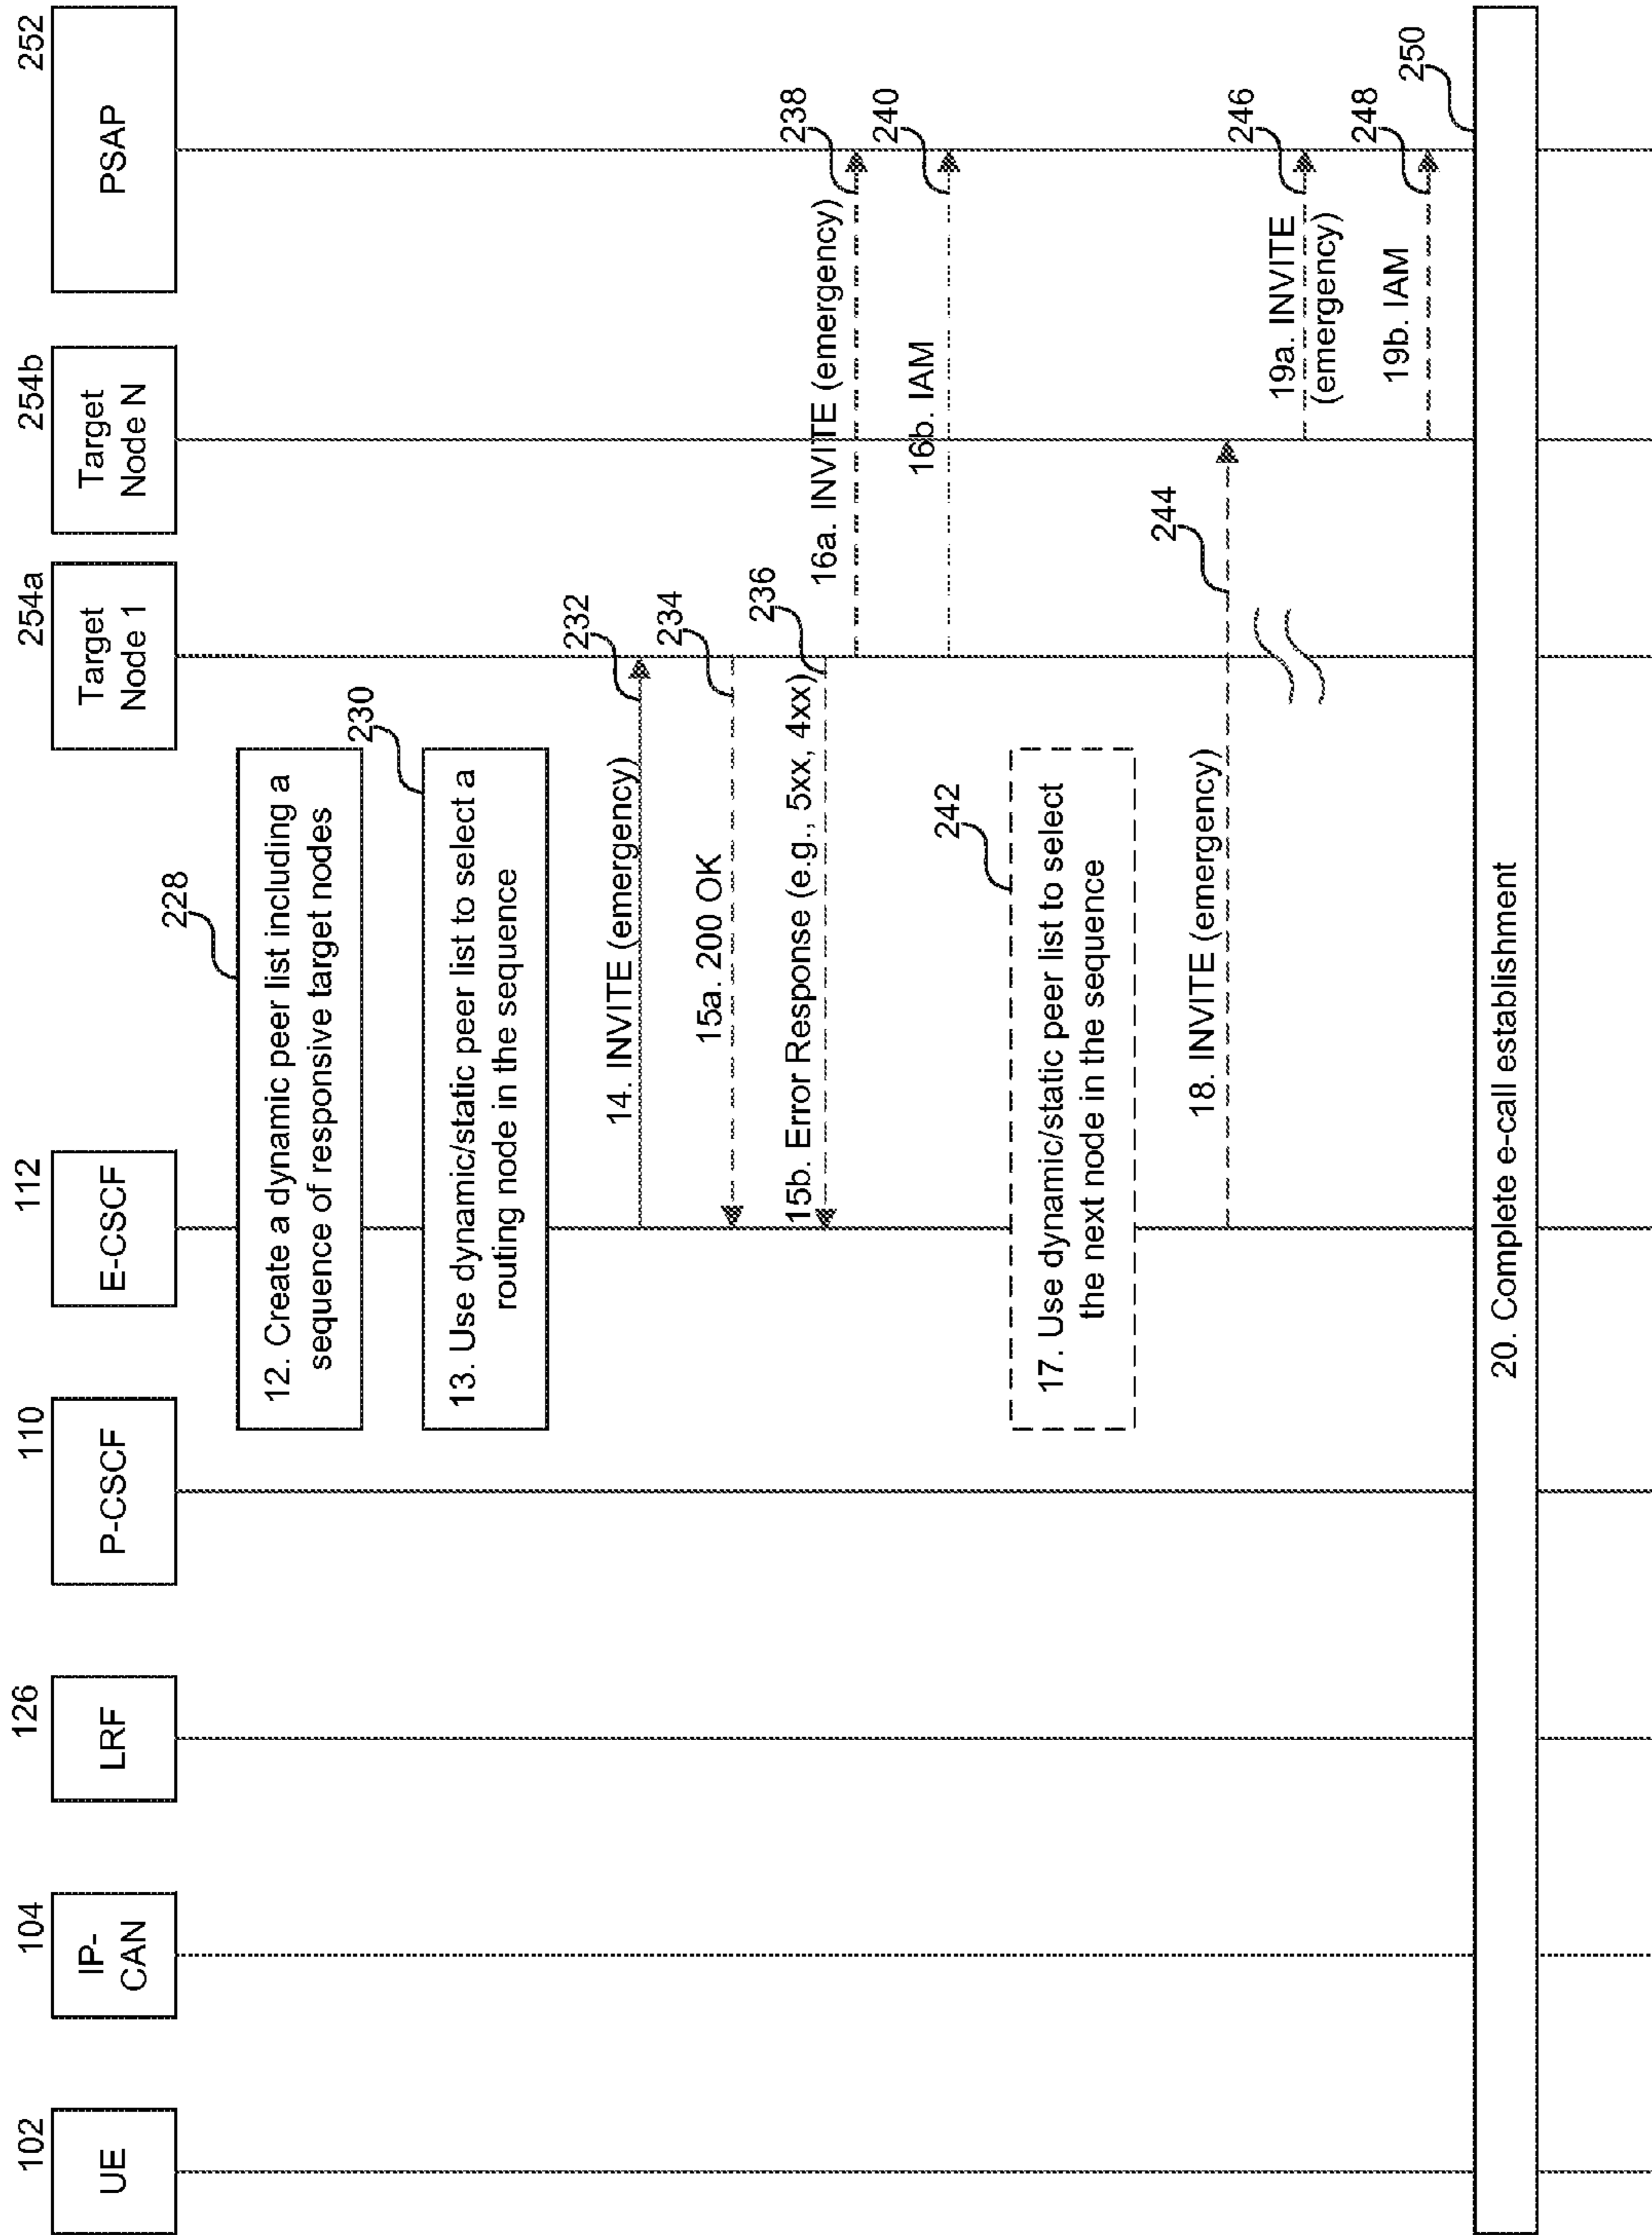 102
104
126
110
112
254a
254b
252
UE
IP-
CAN
LRF
P-CSCF
E-CSCF
Target
Node 1
Target
Node N
PSAP
228
12. Create a dynamic peer list including a
sequence of responsive target nodes
230
13. Use dynamic/static peer list to select a
routing node in the sequence
232
14. INVITE (emergency)
234
15a. 200 OK
236
15b. Error Response (e.g., 5xx, 4xx)
238
16a. INVITE (emergency)
240
16b. IAM
242
17. Use dynamic/static peer list to select
the next node in the sequence
244
18. INVITE (emergency)
246
19a. INVITE
(emergency)
248
19b. IAM
250
20. Complete e-call establishment